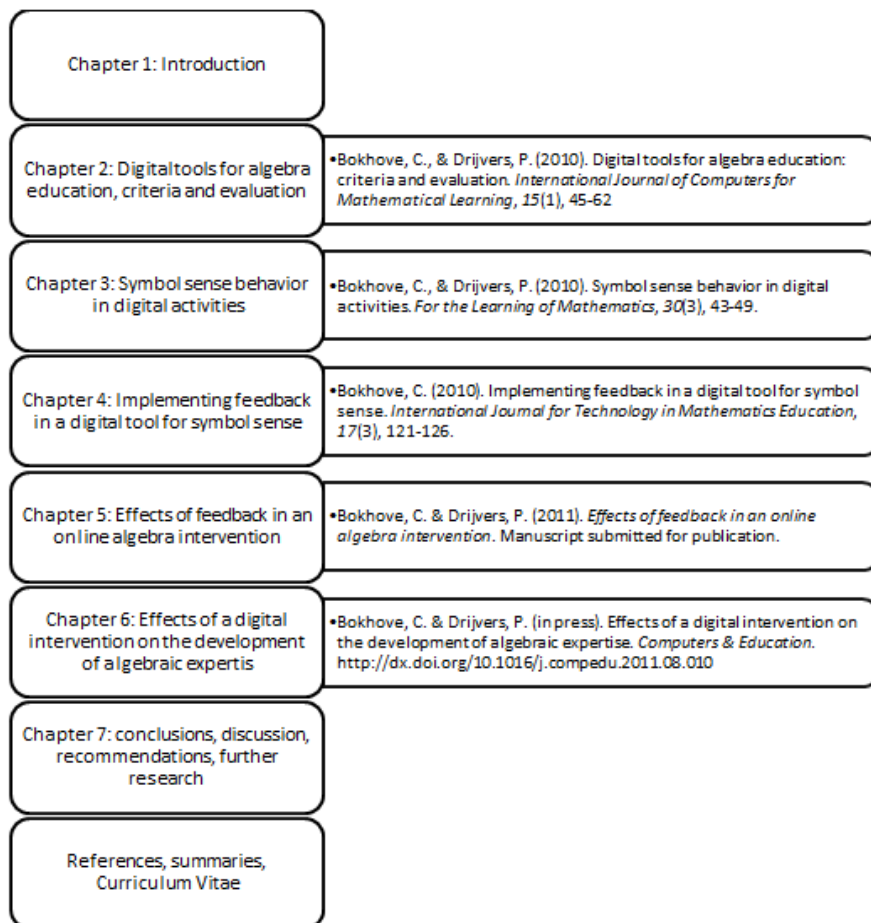 Chapter 1: Introduction
Chapter 2: Digital tools for algebra
education, criteria and evaluation
•Bokhove, C., & Drijvers, P. (2010). Digital tools for algebra education:
criteria and evaluation. International Journal of Computers for
Mathematical Learning, 15(1), 45-62
Chapter 3: Symbol sense behavior
in digital activities
•Bokhove, C., & Drijvers, P. (2010). Symbol sense behavior in digital
activities. For the Learning of Mathematics, 30(3), 43-49.
Chapter 4: Implementing feedback
in a digital tool for symbol sense
•Bokhove, C. (2010). Implementing feedback in a digital tool for symbol
sense. International Journal for Technology in Mathematics Education,
17(3), 121-126.
Chapter 5: Effects of feedback in an
online algebra intervention
•Bokhove, C. & Drijvers, P. (2011). Effects of feedback in an online
algebra intervention. Manuscript submitted for publication.
Chapter 6: Effects of a digital
intervention on the development
of algebraic expertis
•Bokhove, C. & Drijvers, P. (in press). Effects of a digital intervention on
the development of algebraic expertise. Computers & Education.
http://dx.doi.org/10.1016/j.compedu.2011.08.010
Chapter 7: conclusions, discussion,
recommendations, further
research
References, summaries,
Curriculum Vitae